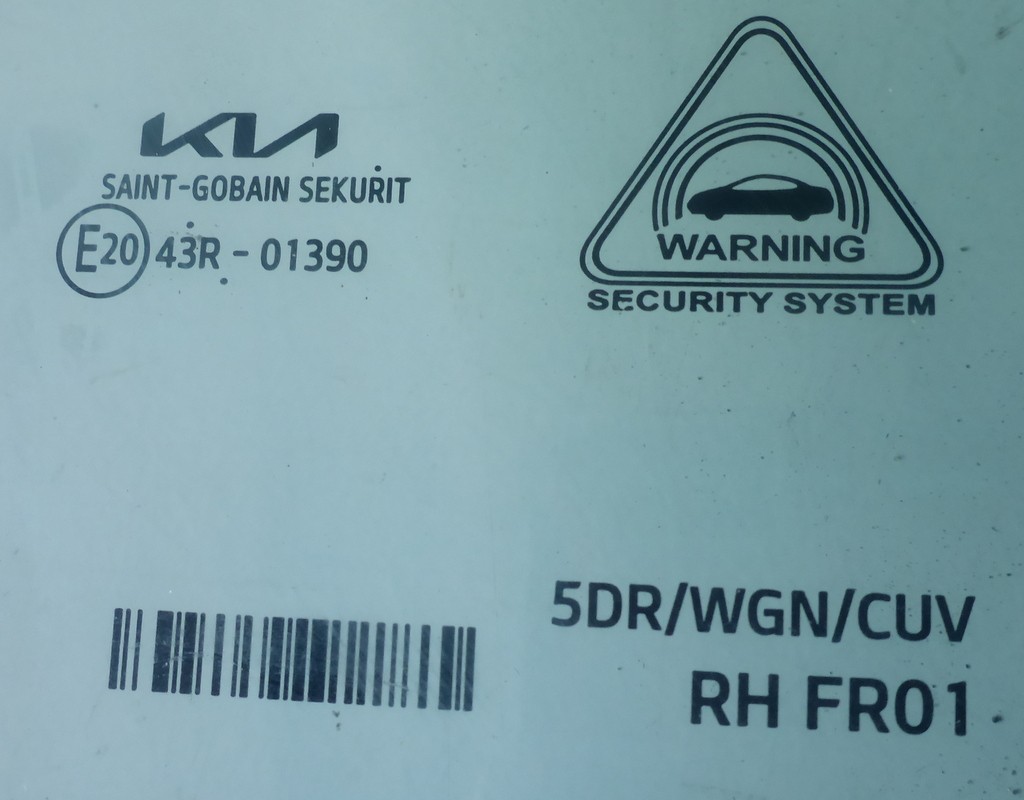 KIA
SAINT-GOBAIN SEKURIT
E20 43R - 01390
WARNING
SECURITY SYSTEM
5DR/WGN/CUV
RH FR01